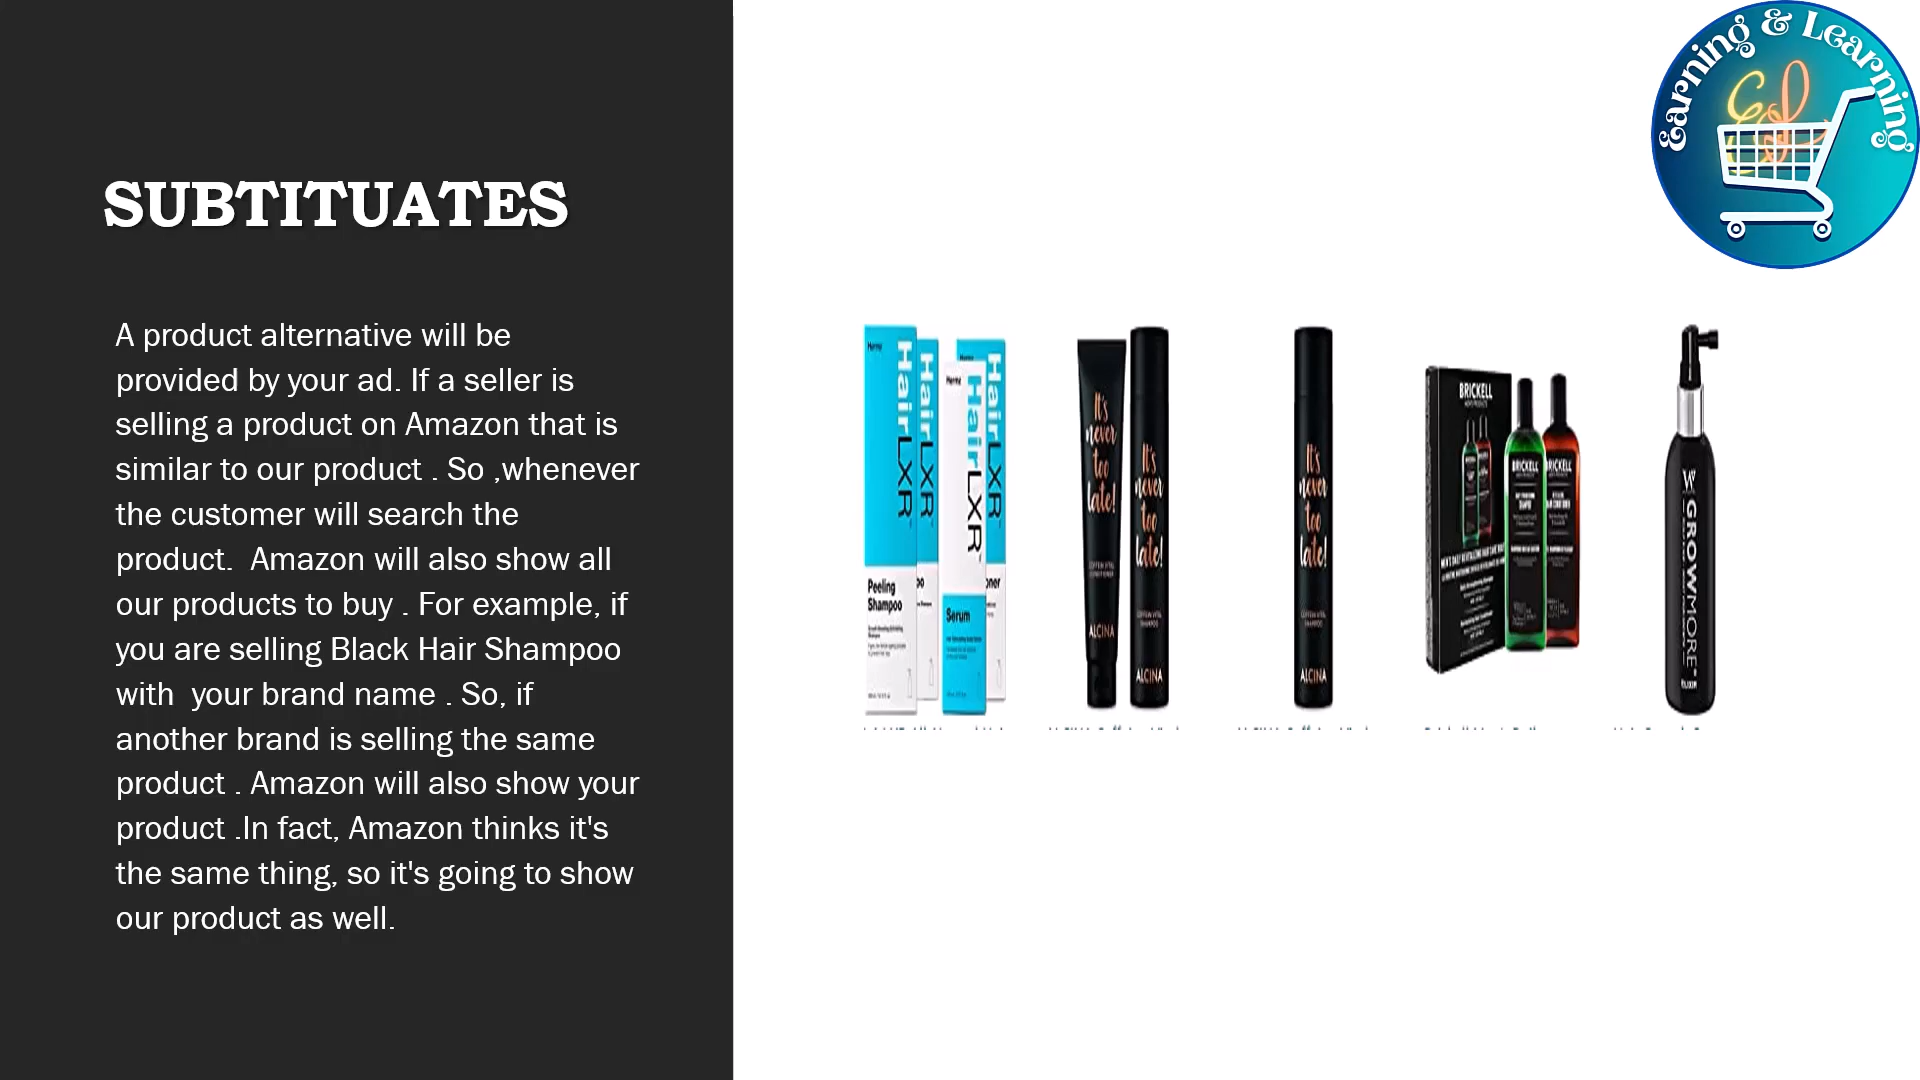 SUBTITUATES
A product alternative will be
provided by your ad. If a seller is
selling a product on Amazon that is
similar to our product . So ,whenever
the customer will search the
product.  Amazon will also show all
our products to buy . For example, if
you are selling Black Hair Shampoo
with  your brand name . So, if
another brand is selling the same
product . Amazon will also show your
product .In fact, Amazon thinks it's
the same thing, so it's going to show
our product as well.
Earning & Learning
HairLXR
HairLXR
HairLXR
HairLXR
Peeling
Shampoo
Serum
It's
never
too
late!
ALCINA
It's
never
too
late!
ALCINA
It's
never
too
late!
ALCINA
BRICKELL
BRICKELL
BRICKELL
GROWMORE
ELIXIR